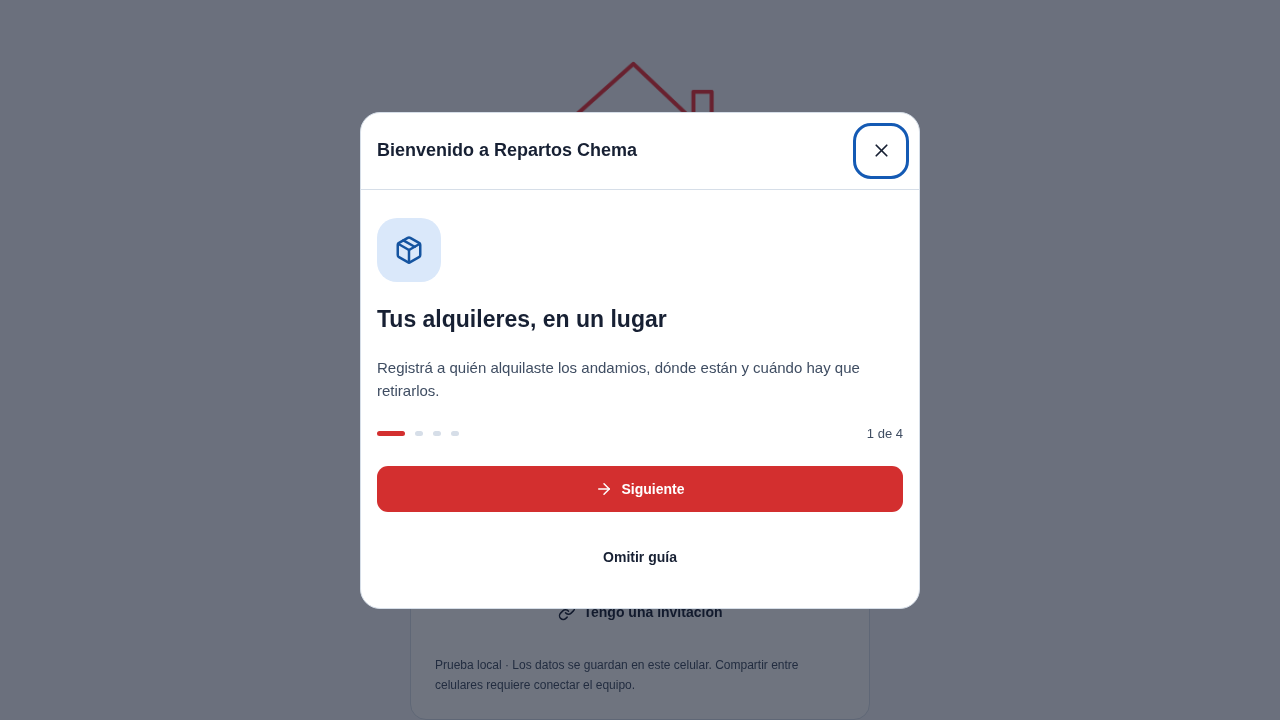 Bienvenido a Repartos Chema
Tus alquileres, en un lugar
Registrá a quién alquilaste los andamios, dónde están y cuándo hay que
retirarlos.
1 de 4
Siguiente
Omitir guía
Tengo una invitación
Prueba local · Los datos se guardan en este celular. Compartir entre
celulares requiere conectar el equipo.